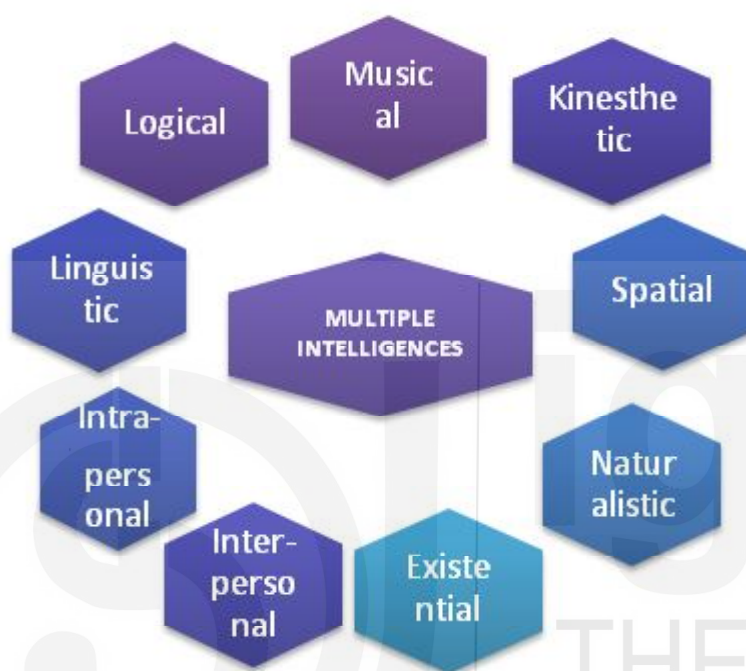 Logical
Music
al
Kinesthe
tic
Linguis
tic
MULTIPLE
INTELLIGENCES
Spatial
Intra-
pers
onal
Natur
alistic
Inter-
perso
nal
Existe
ntial
THE